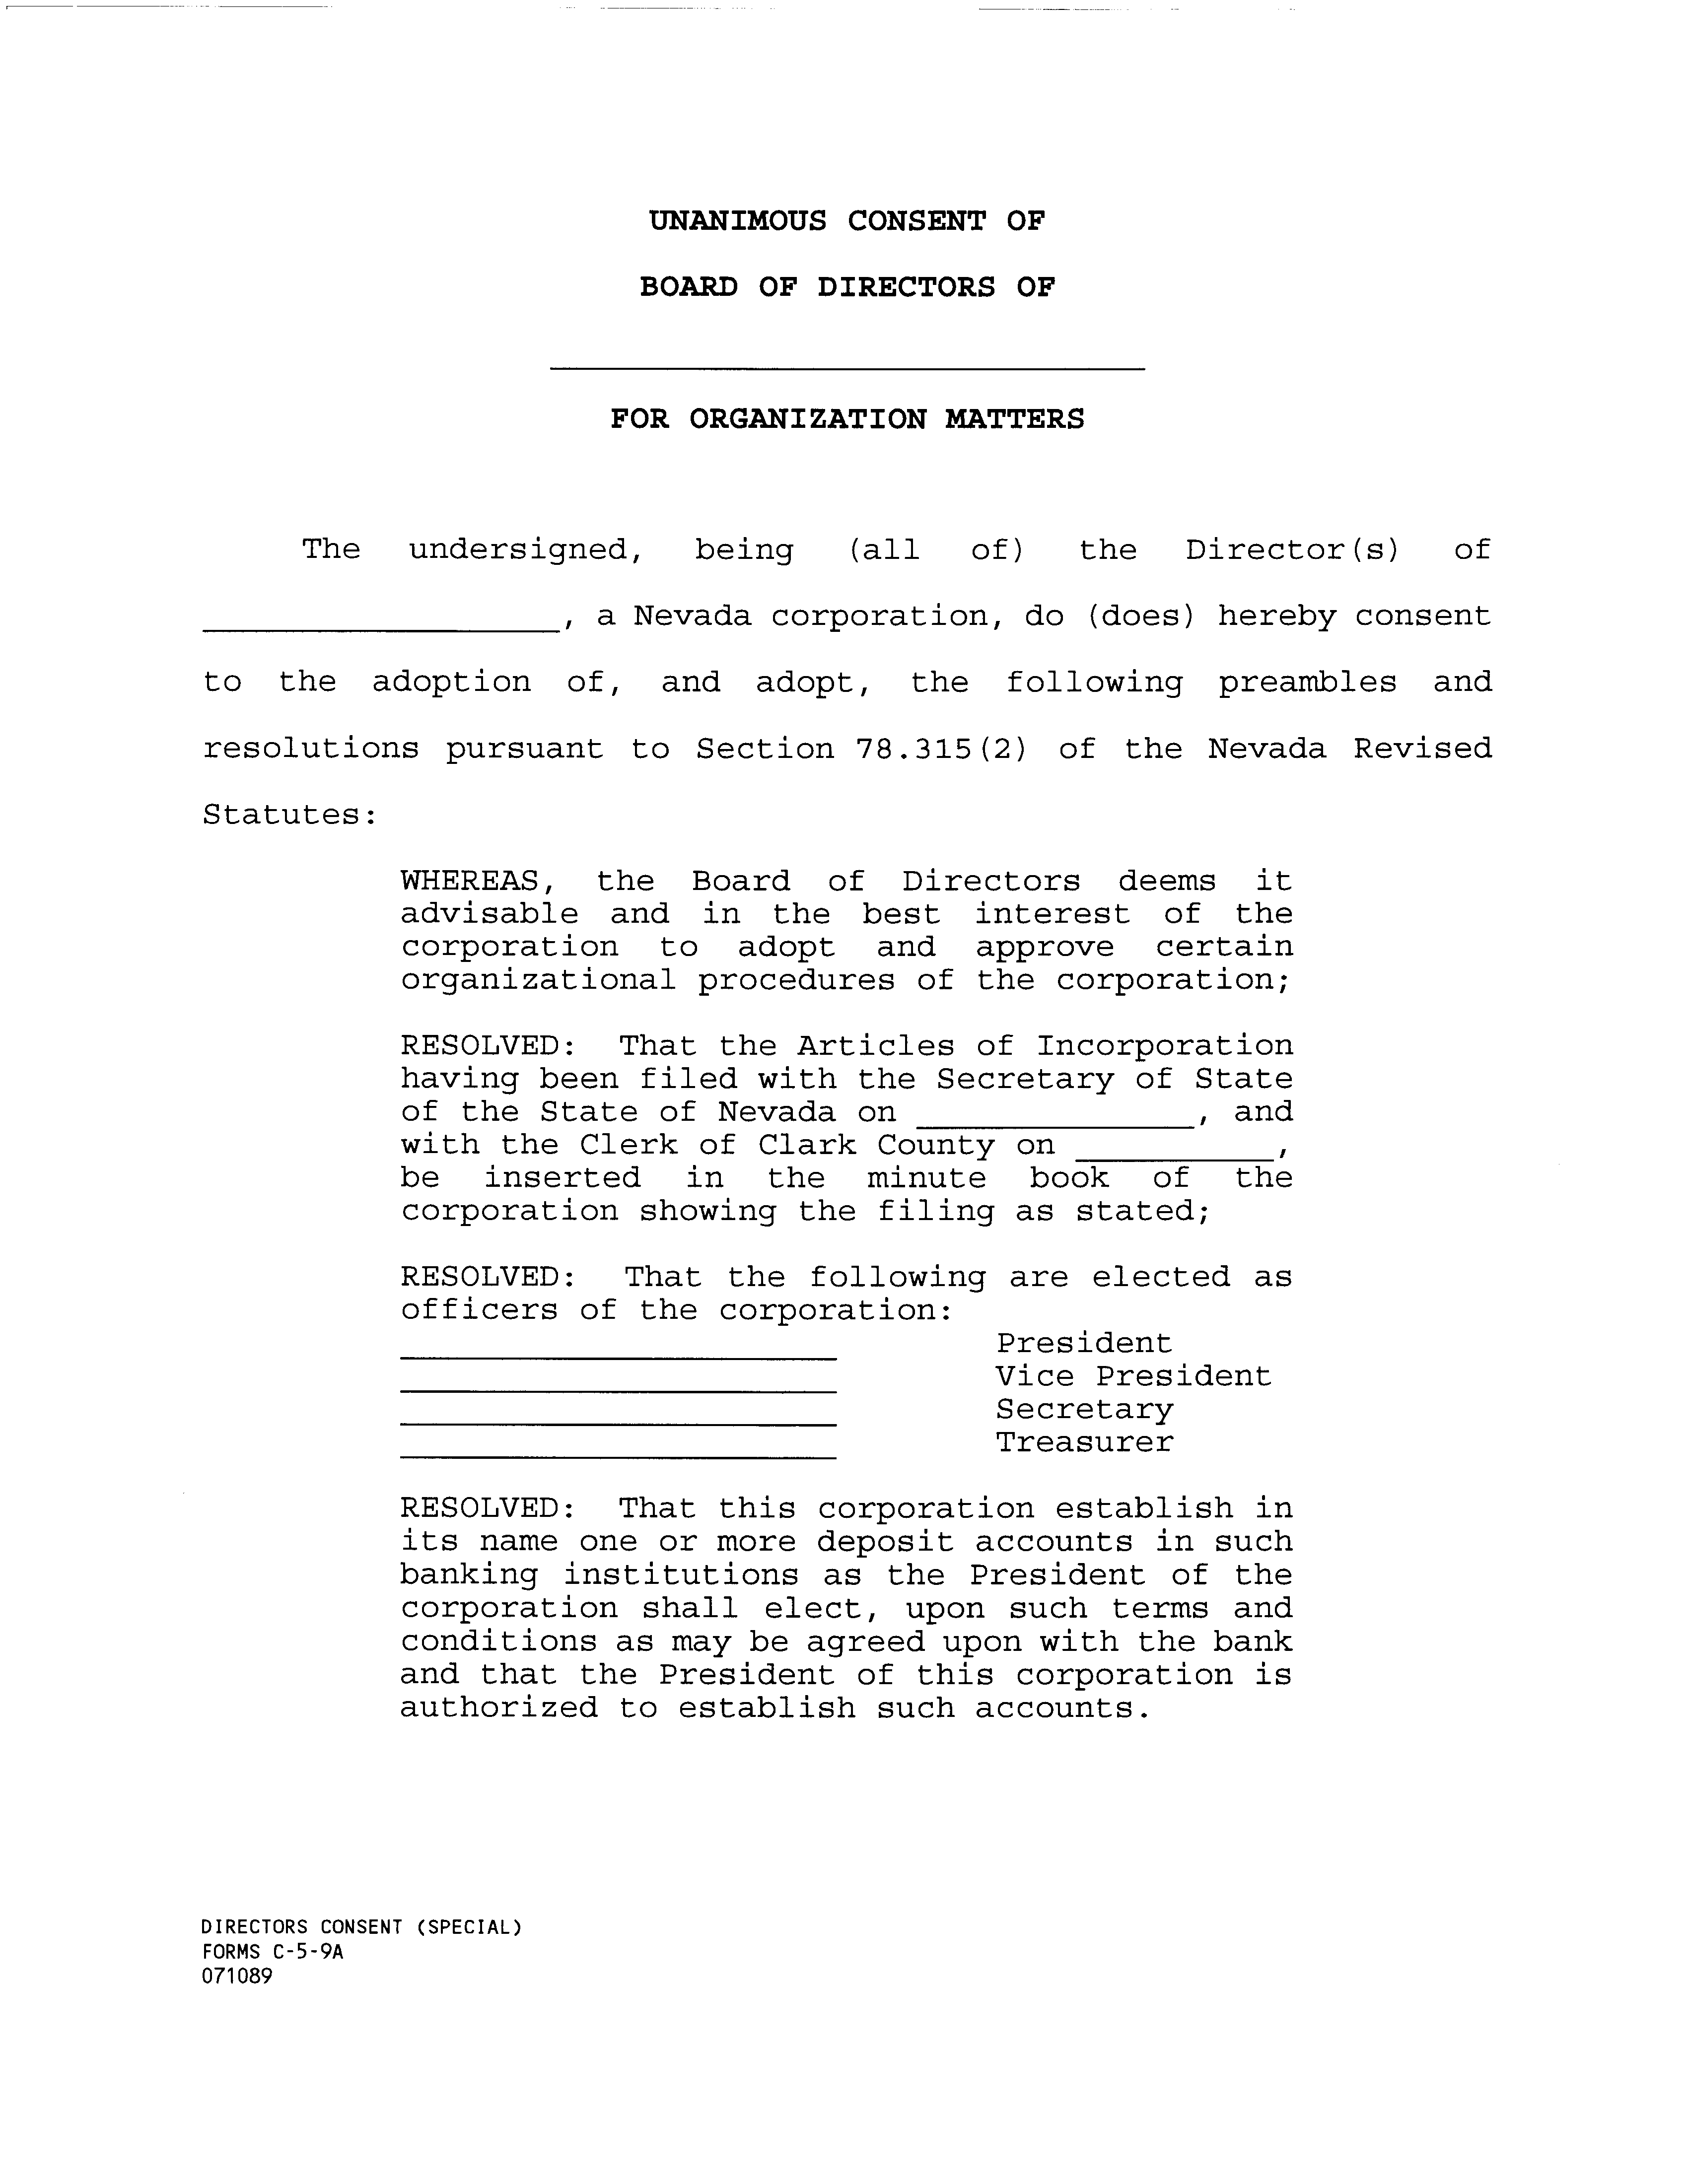 UNANIMOUS CONSENT OF
BOARD OF DIRECTORS OF
FOR ORGANIZATION MATTERS
The undersigned, being (all of) the Director(s) of
____________________, a Nevada corporation, do (does) hereby consent
to the adoption of, and adopt, the following preambles and
resolutions pursuant to Section 78.315(2) of the Nevada Revised
Statutes:
WHEREAS, the Board of Directors deems it
advisable and in the best interest of the
corporation to adopt and approve certain
organizational procedures of the corporation;
RESOLVED: That the Articles of Incorporation
having been filed with the Secretary of State
of the State of Nevada on ______________, and
with the Clerk of Clark County on __________,
be inserted in the minute book of the
corporation showing the filing as stated;
RESOLVED: That the following are elected as
officers of the corporation:
______________________ President
______________________ Vice President
______________________ Secretary
______________________ Treasurer
RESOLVED: That this corporation establish in
its name one or more deposit accounts in such
banking institutions as the President of the
corporation shall elect, upon such terms and
conditions as may be agreed upon with the bank
and that the President of this corporation is
authorized to establish such accounts.
DIRECTORS CONSENT (SPECIAL)
FORMS C-5-9A
071089